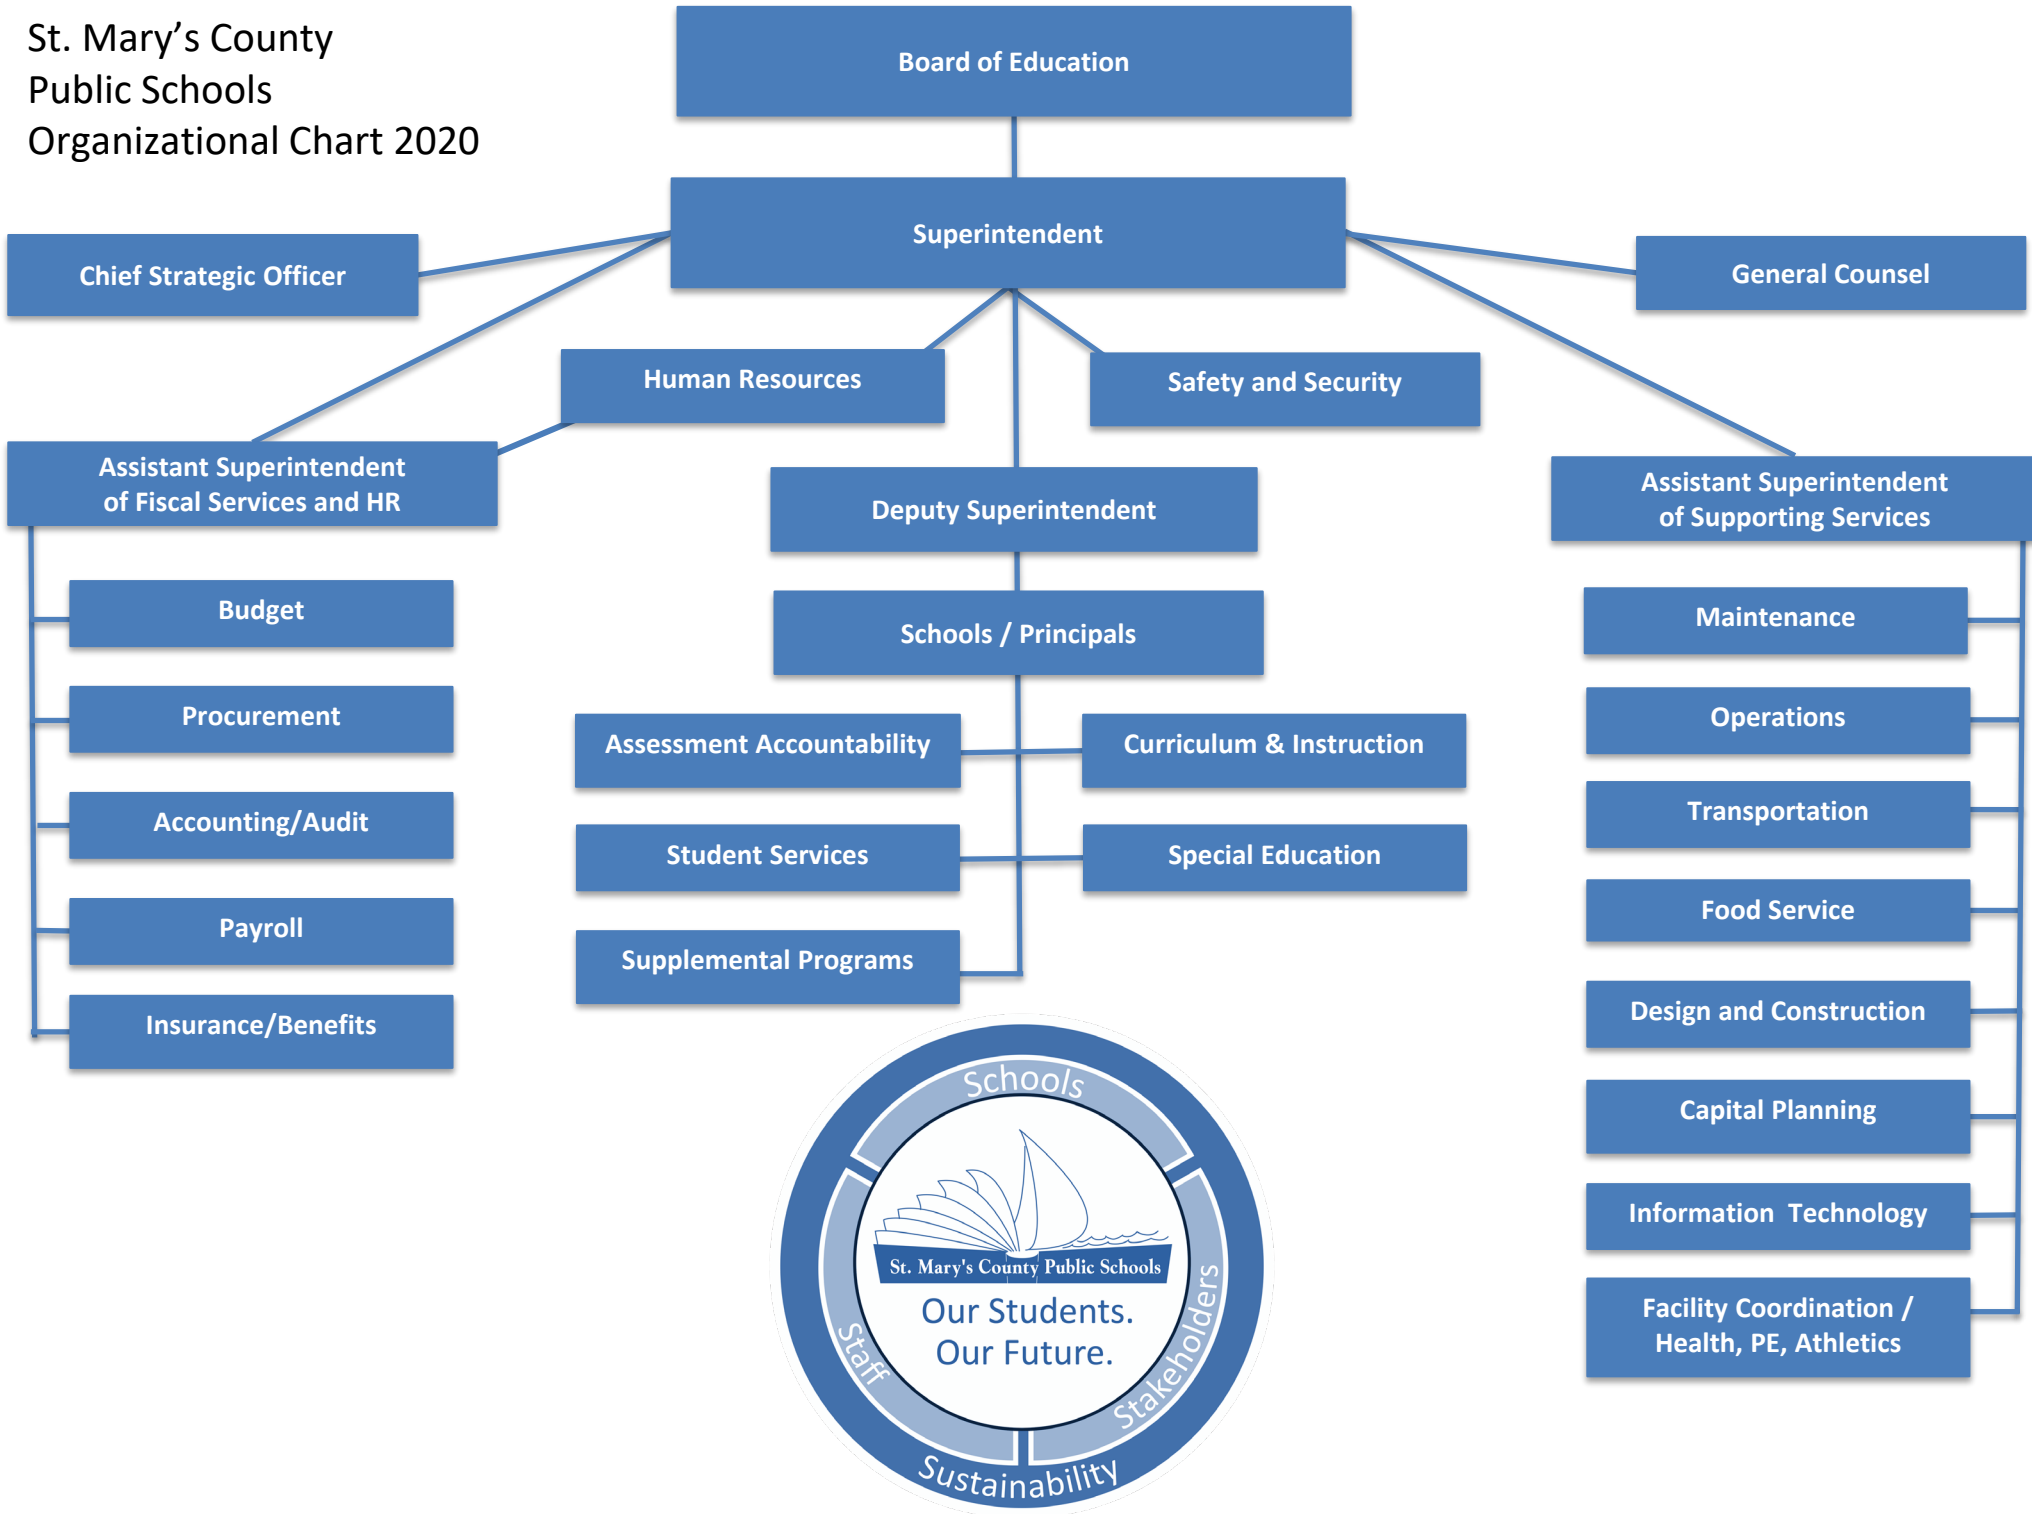 St. Mary’s County
Public Schools
Organizational Chart 2020
Board of Education
Superintendent
Chief Strategic Officer
General Counsel
Human Resources
Safety and Security
Assistant Superintendent
of Fiscal Services and HR
Deputy Superintendent
Assistant Superintendent
of Supporting Services
Budget
Procurement
Accounting/Audit
Payroll
Insurance/Benefits
Schools / Principals
Assessment Accountability
Curriculum & Instruction
Student Services
Special Education
Supplemental Programs
Maintenance
Operations
Transportation
Food Service
Design and Construction
Capital Planning
Information  Technology
Facility Coordination /
Health, PE, Athletics
Schools
St. Mary's County Public Schools
Our Students.
Our Future.
Staff
Stakeholders
Sustainability